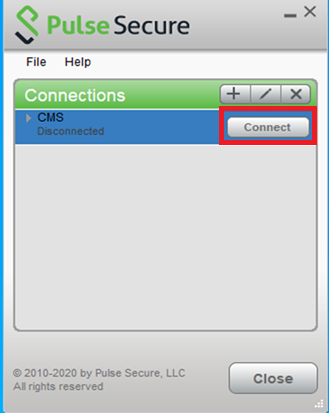 Pulse Secure
File Help
Connections
CMS
Disconnected
Connect
© 2010-2020 by Pulse Secure, LLC
All rights reserved
Close